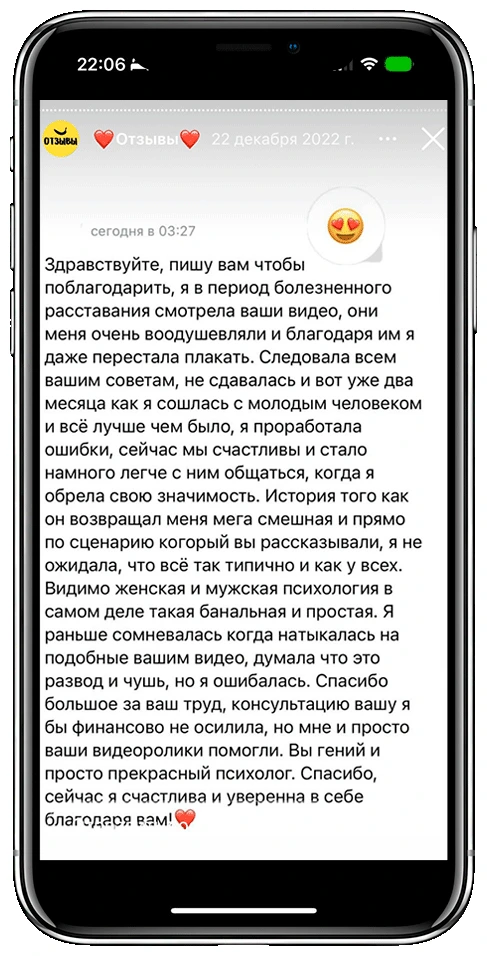 22:06
ОТЗЫВЫ
❤️Отзывы❤️ 22 декабря 2022 г. ...
сегодня в 03:27
Здравствуйте, пишу вам чтобы
поблагодарить, я в период болезненного
расставания смотрела ваши видео, они
меня очень воодушевляли и благодаря им я
даже перестала плакать. Следовала всем
вашим советам, не сдавалась и вот уже два
месяца как я сошлась с молодым человеком
и всё лучше чем было, я проработала
ошибки, сейчас мы счастливы и стало
намного легче с ним общаться, когда я
обрела свою значимость. История того как
он возвращал меня мега смешная и прямо
по сценарию который вы рассказывали, я не
ожидала, что всё так типично и как у всех.
Видимо женская и мужская психология в
самом деле такая банальная и простая. Я
раньше сомневалась когда натыкалась на
подобные вашим видео, думала что это
развод и чушь, но я ошибалась. Спасибо
большое за ваш труд, консультацию вашу я
бы финансово не осилила, но мне и просто
ваши видеоролики помогли. Вы гений и
просто прекрасный психолог. Спасибо,
сейчас я счастлива и уверенна в себе
благодаря вам!❤️